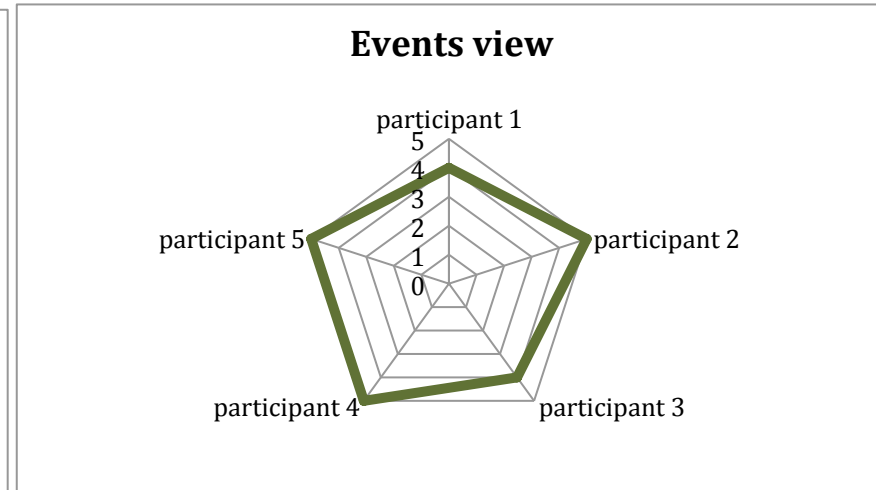 Events view
participant 1
5
4
3
2
1
0
participant 5
participant 2
participant 4
participant 3